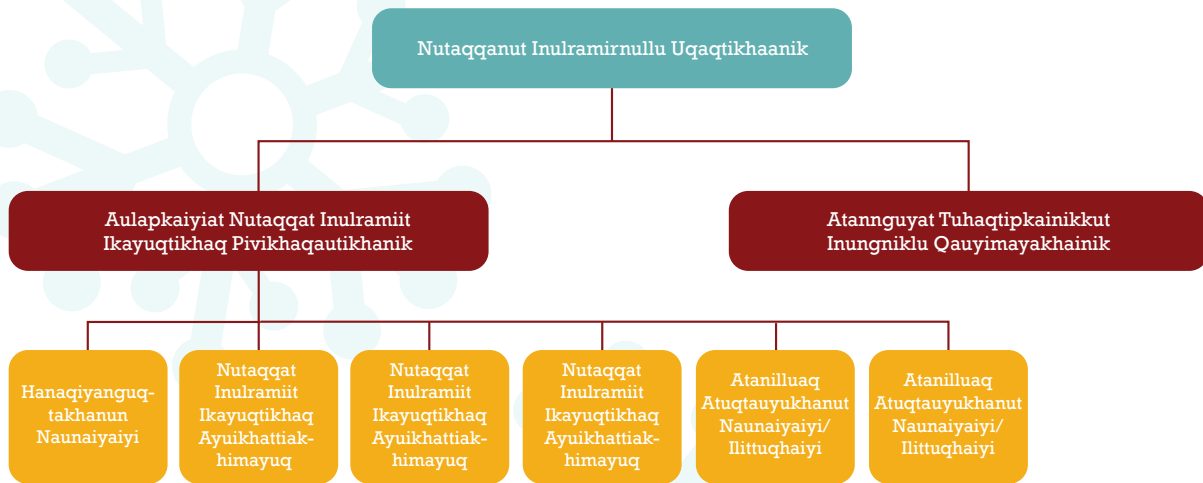 Nutaqqanut Inulramirnullu Uqaqtikhaanik
Aulapkaiyiat Nutaqqat Inulramiit
Ikayuqtikhaq Pivikhaqautikhanik
Atannguyat Tuhaqtipkainikkut
Inungniklu Qauyimayakhainik
Hanaqiyanguq-
takhanun
Naunaiyaiyi
Nutaqqat
Inulramiit
Ikayuqtikhaq
Ayuikhattiak-
himayuq
Nutaqqat
Inulramiit
Ikayuqtikhaq
Ayuikhattiak-
himayuq
Nutaqqat
Inulramiit
Ikayuqtikhaq
Ayuikhattiak-
himayuq
Atanilluaq
Atuqtauyukhanut
Naunaiyaiyi/
Ilittuqhaiyi
Atanilluaq
Atuqtauyukhanut
Naunaiyaiyi/
Ilittuqhaiyi